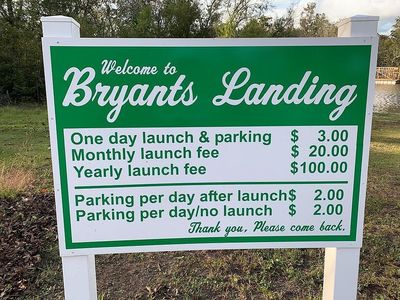 Welcome to
Bryants Landing
One day launch & parking $ 3.00
Monthly launch fee $ 20.00
Yearly launch fee $100.00
Parking per day after launch $ 2.00
Parking per day/no launch $ 2.00
Thank you, Please come back.